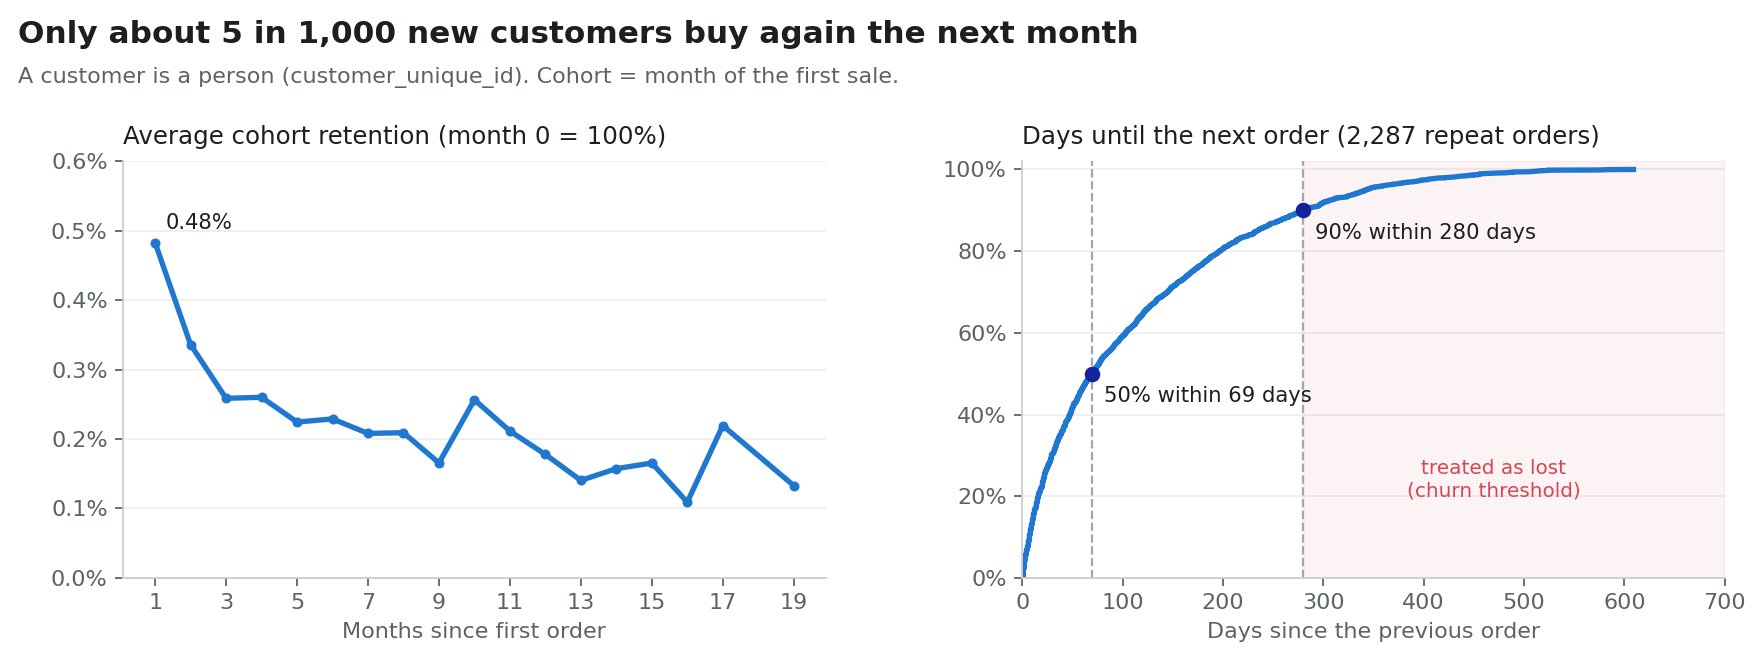 Only about 5 in 1,000 new customers buy again the next month
A customer is a person (customer_unique_id). Cohort = month of the first sale.
Average cohort retention (month 0 = 100%)
0.6%
0.5%
0.4%
0.3%
0.2%
0.1%
0.0%
0.48%
1 3 5 7 9 11 13 15 17 19
Months since first order
Days until the next order (2,287 repeat orders)
100%
80%
60%
40%
20%
0%
90% within 280 days
50% within 69 days
treated as lost
(churn threshold)
0 100 200 300 400 500 600 700
Days since the previous order